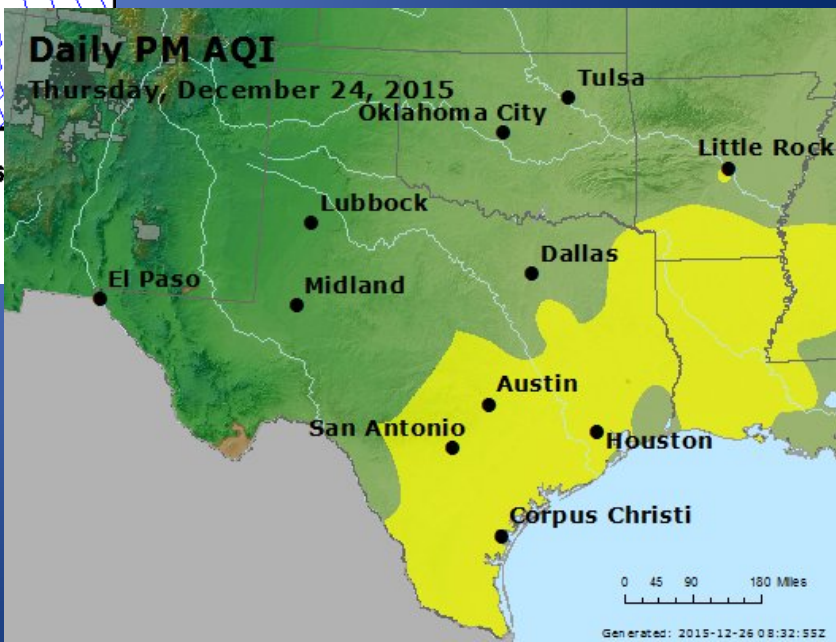 Daily PM AQI
Thursday, December 24, 2015
Tulsa
Oklahoma City
Little Rock
s
Lubbock
Dallas
El Paso
Midland
Austin
San Antonio
Houston
Corpus Christi
0 45 90 180 Miles
Generated: 2015-12-26 08:32:55Z